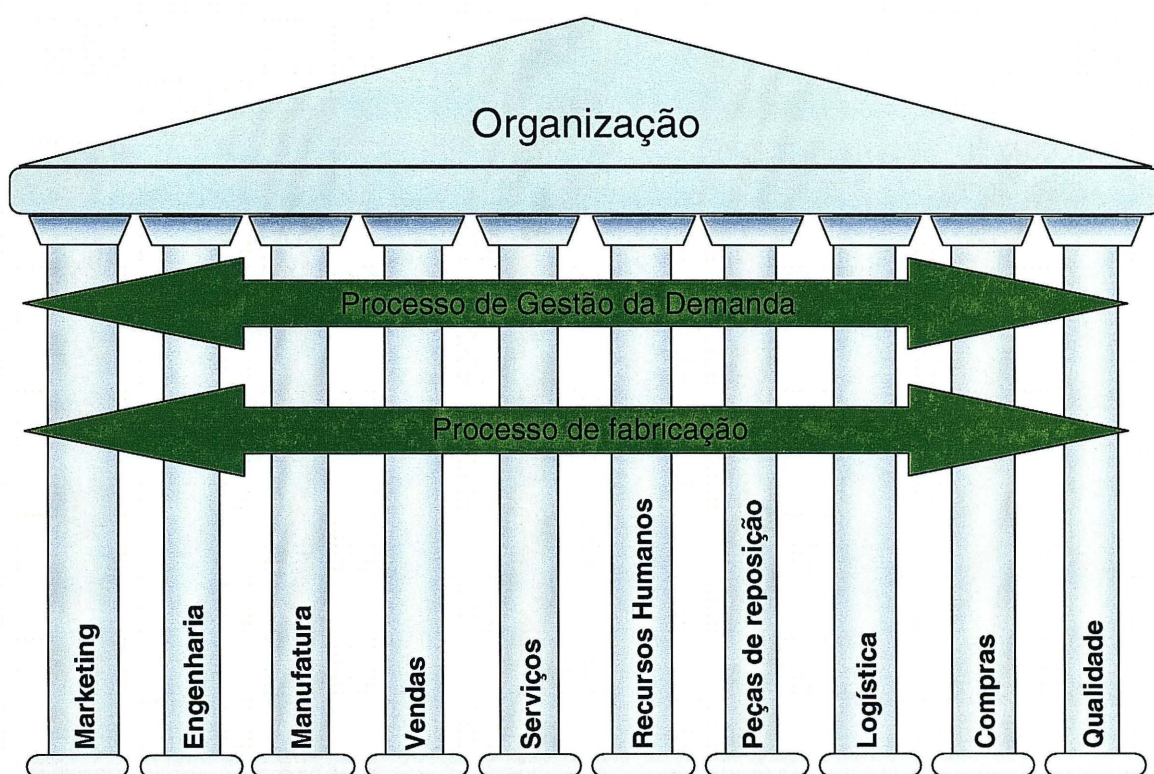 Organização
Processo de Gestão da Demanda
Processo de fabricação
Marketing
Engenharia
Manufatura
Vendas
Serviços
Recursos Humanos
Peças de reposição
Logística
Compras
Qualidade